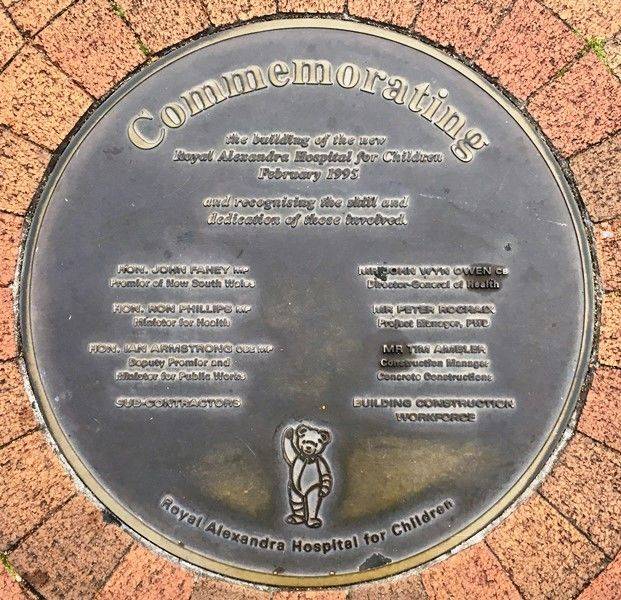 Commemorating
the building of the new
Royal Alexandra Hospital for Children
February 1995
and recognising the skill and
dedication of those involved.
HON. JOHN FAHEY MP
Premier of New South Wales
HON. RON PHILLIPS MP
Minister for Health
HON. IAN ARMSTRONG OBE MP
Deputy Premier and
Minister for Public Works
SUB-CONTRACTORS
MR JOHN WYN OWEN CB
Director-General of Health
MR PETER ROGHAIX
Project Manager,
MR TIM AMBLER
Construction Manager
Concrete Constructions
BUILDING CONSTRUCTION
WORKFORCE
Royal Alexandra Hospital for Children